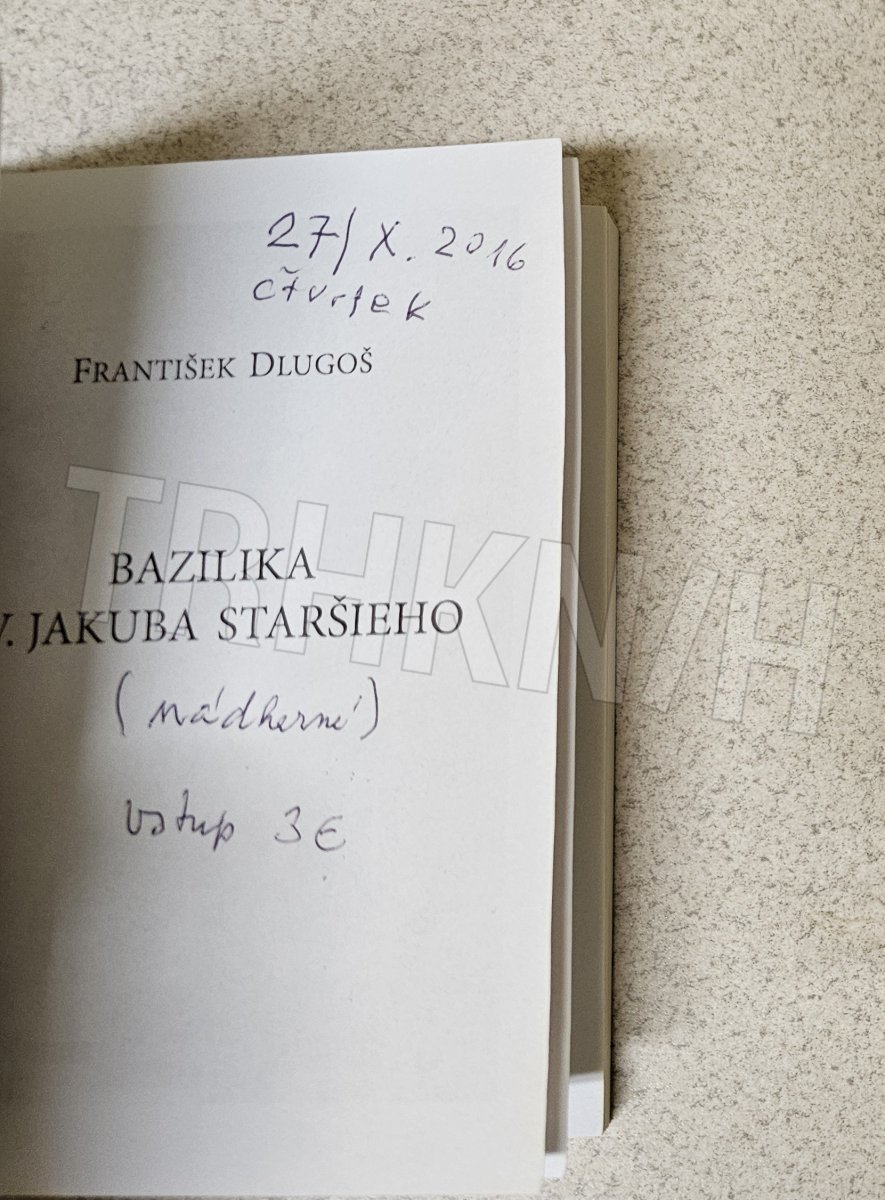 27/ X. 2016
čtvrtek
FRANTIŠEK DLUGOŠ
BAZILIKA
V. JAKUBA STARŠIEHO
(nádherné)
vstup 3€
TRHKNIH